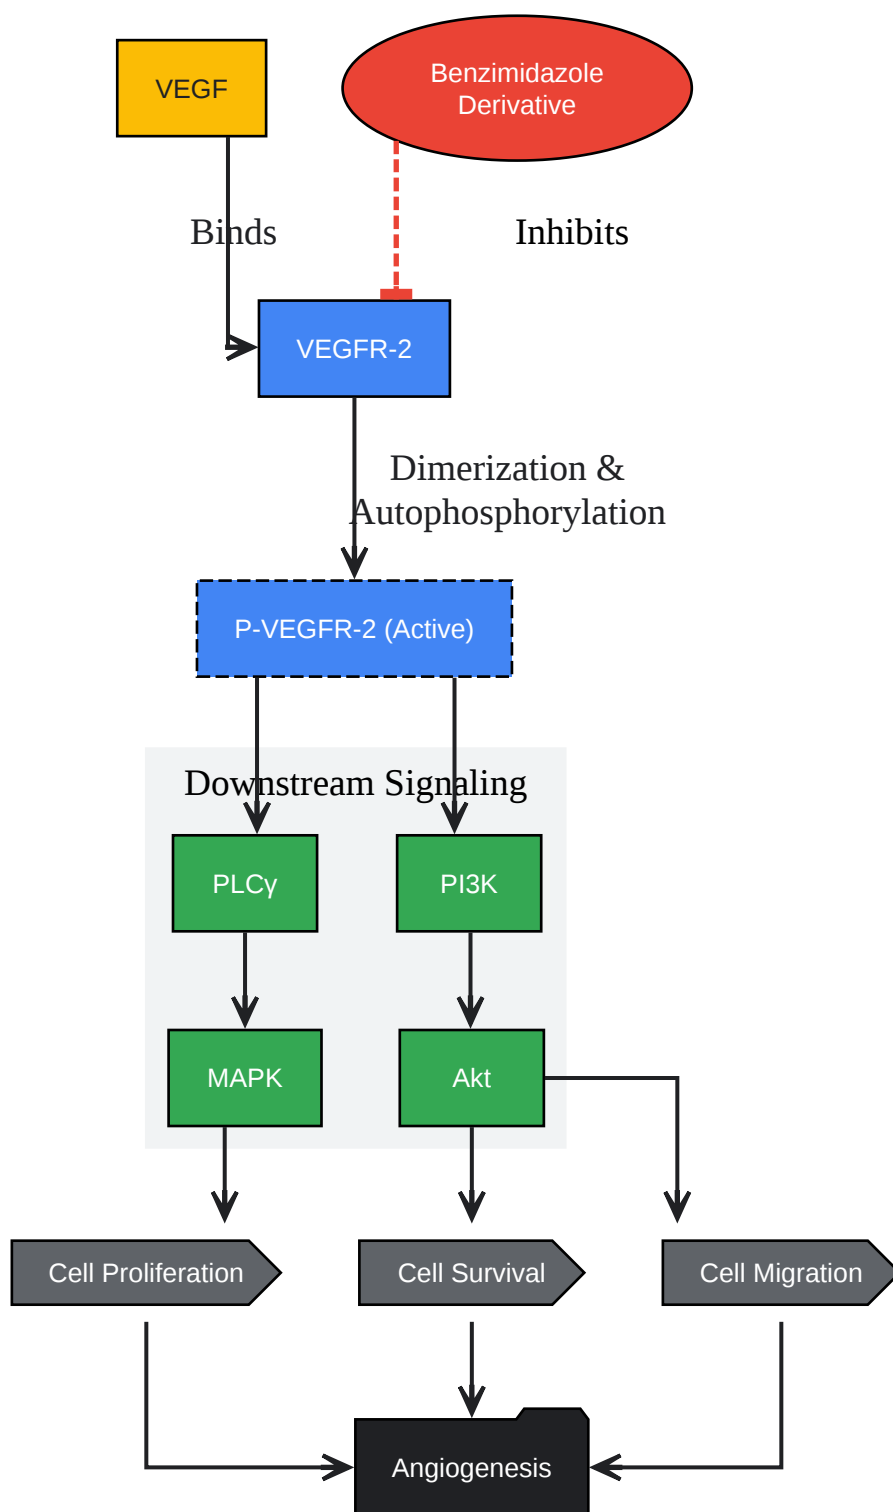 VEGF
Benzimidazole
Derivative
Binds
Inhibits
VEGFR-2
Dimerization &
Autophosphorylation
P-VEGFR-2 (Active)
Downstream Signaling
PLCγ
PI3K
MAPK
Akt
Cell Proliferation
Cell Survival
Cell Migration
Angiogenesis